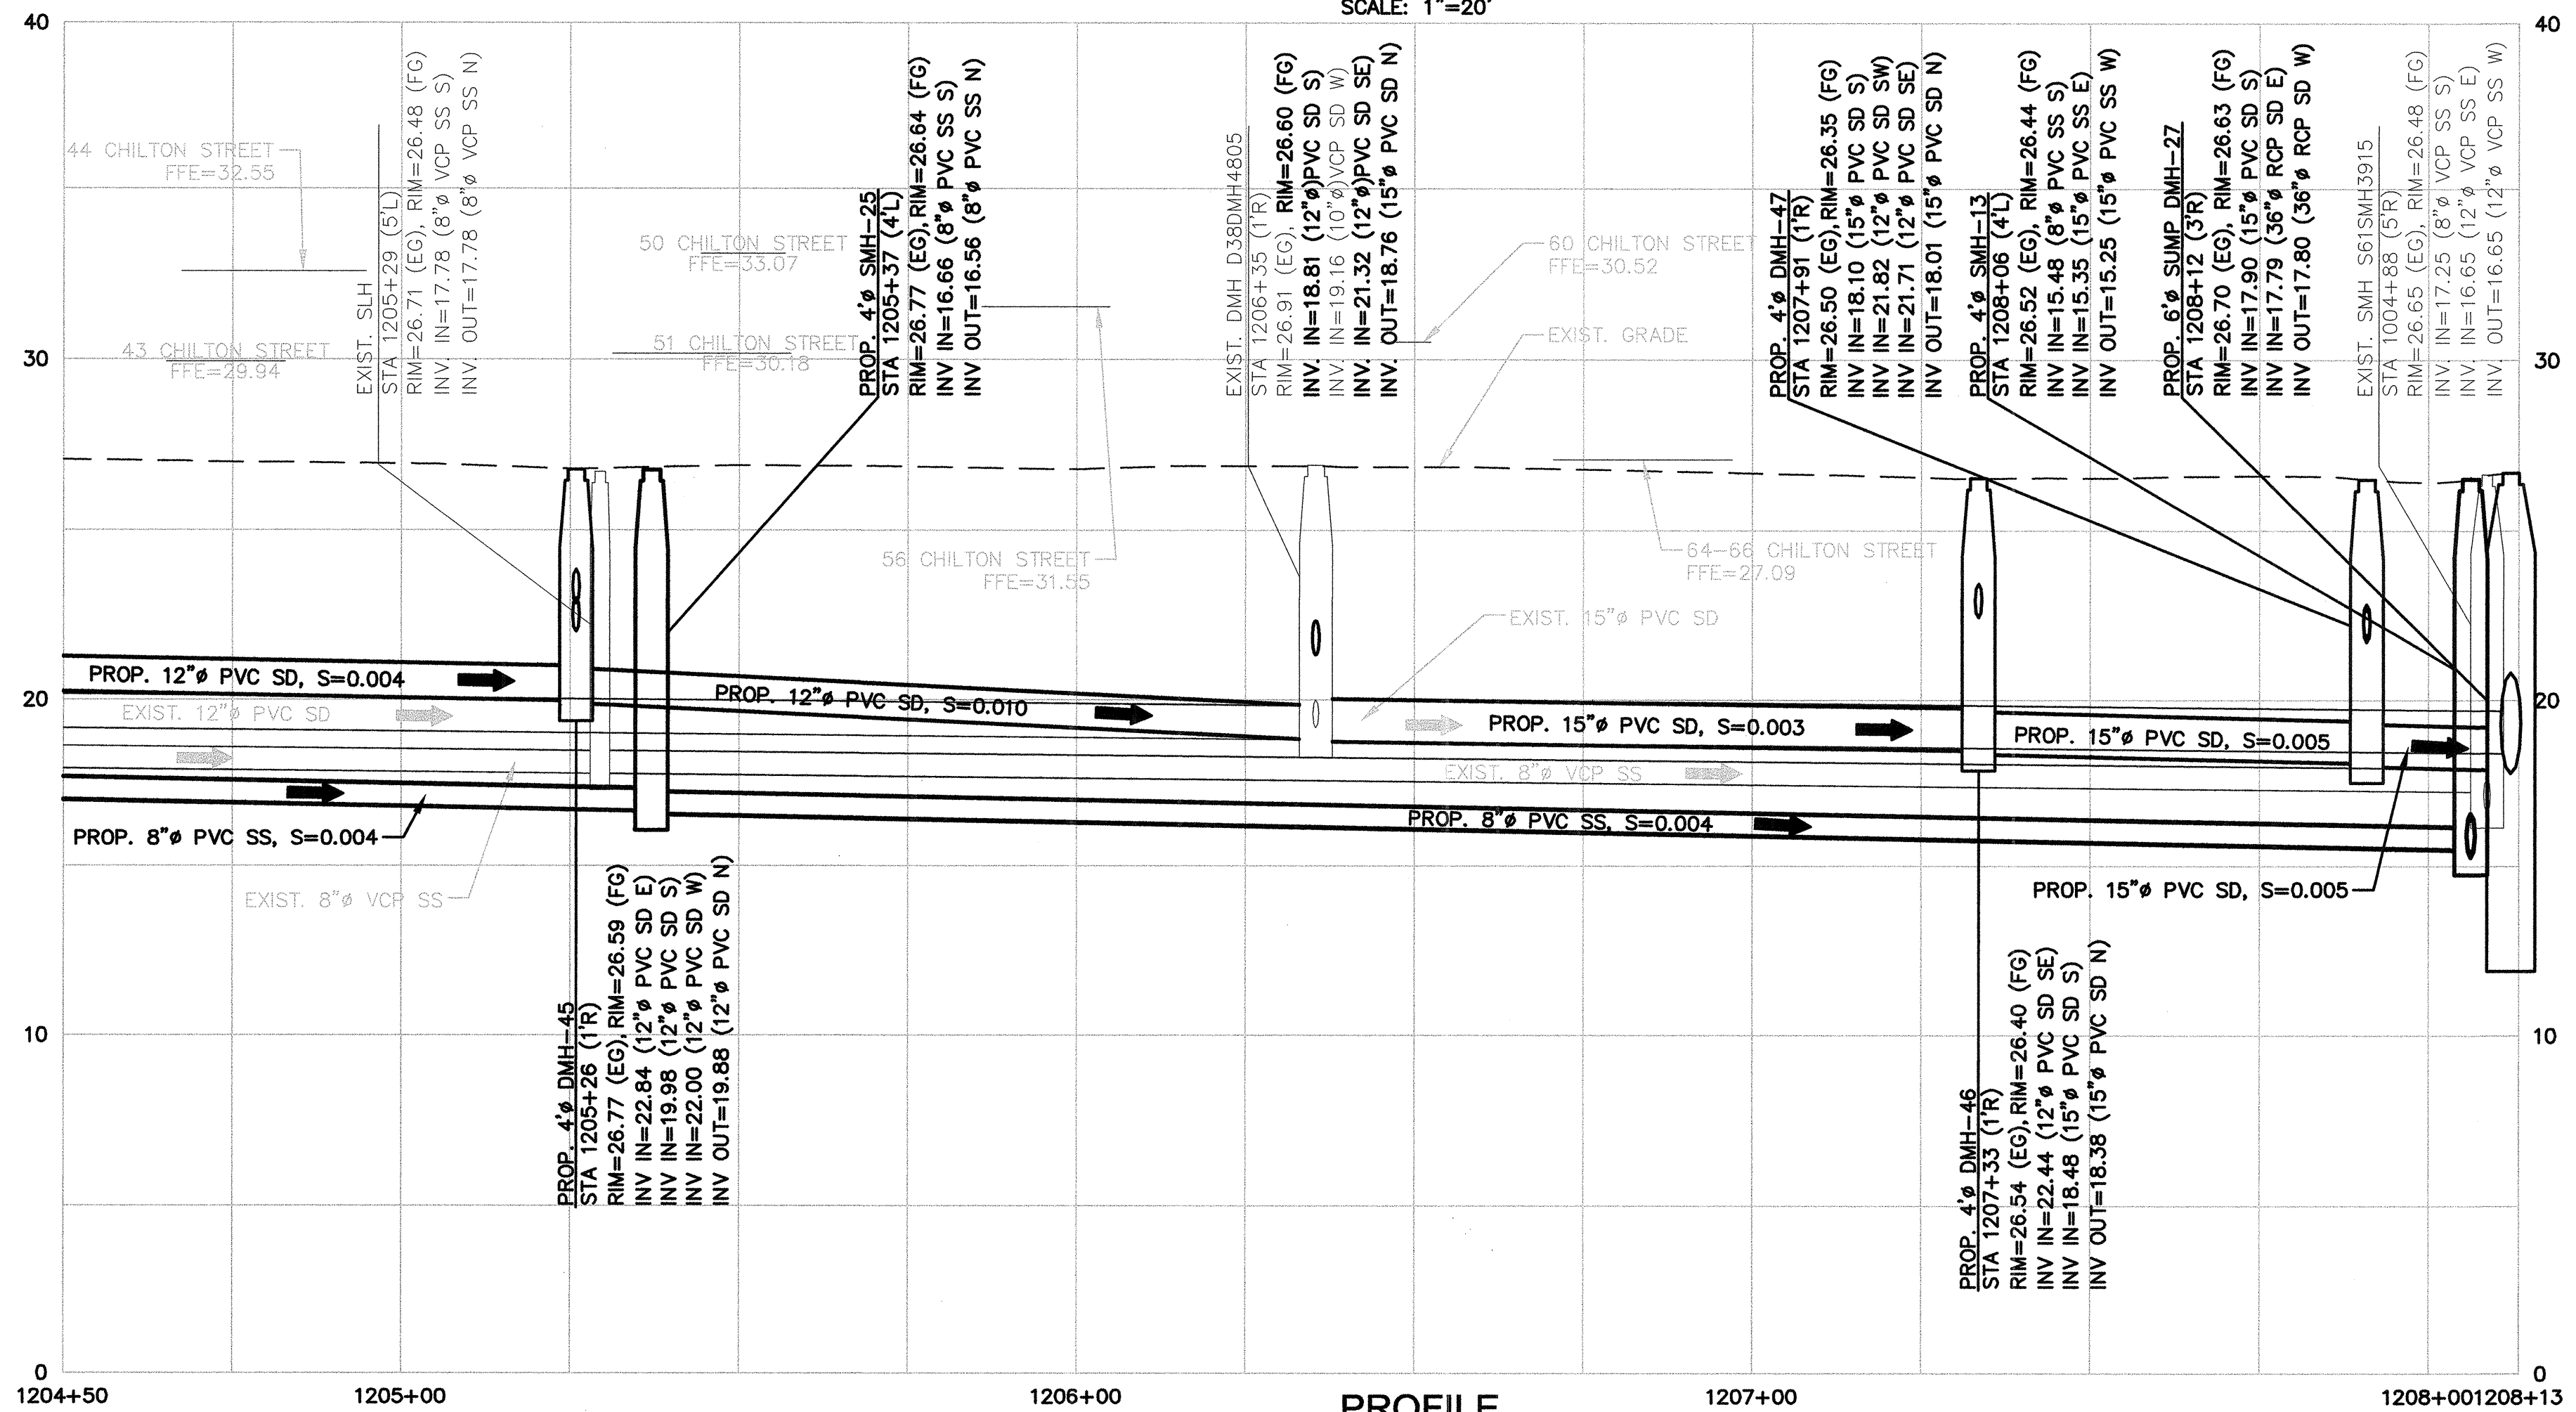 SCALE: 1"=20'
40
40
44 CHILTON STREET
FFE=32.55
43 CHILTON STREET
FFE=29.94
EXIST. SLH
STA 1205+29 (5'L)
RIM=26.71 (EG), RIM=26.48 (FG)
INV. IN=17.78 (8"ø VCP SS S)
INV. OUT=17.78 (8"ø VCP SS N)
50 CHILTON STREET
FFE=33.07
51 CHILTON STREET
FFE=30.18
PROP. 4'ø SMH-25
STA 1205+37 (4'L)
RIM=26.77 (EG), RIM=26.64 (FG)
INV IN=16.66 (8"ø PVC SS S)
INV OUT=16.56 (8"ø PVC SS N)
56 CHILTON STREET
FFE=31.55
EXIST. DMH D38DMH4805
STA 1206+35 (1'R)
RIM=26.91 (EG), RIM=26.60 (FG)
INV. IN=18.81 (12"ø)PVC SD S)
INV. IN=19.16 (10"ø)VCP SD W)
INV. IN=21.32 (12"ø)PVC SD SE)
INV. OUT=18.76 (15"ø PVC SD N)
60 CHILTON STREET
FFE=30.52
EXIST. GRADE
64-66 CHILTON STREET
FFE=27.09
PROP. 4'ø DMH-47
STA 1207+91 (1'R)
RIM=26.50 (EG), RIM=26.35 (FG)
INV IN=18.10 (15"ø PVC SD S)
INV IN=21.82 (12"ø PVC SD SW)
INV IN=21.71 (12"ø PVC SD SE)
INV OUT=18.01 (15"ø PVC SD N)
PROP. 4'ø SMH-13
STA 1208+06 (4'L)
RIM=26.52 (EG), RIM=26.44 (FG)
INV IN=15.48 (8"ø PVC SS S)
INV IN=15.35 (15"ø PVC SS E)
INV OUT=15.25 (15"ø PVC SS W)
PROP. 6'ø SUMP DMH-27
STA 1208+12 (3'R)
RIM=26.70 (EG), RIM=26.63 (FG)
INV IN=17.90 (15"ø PVC SD S)
INV IN=17.79 (36"ø RCP SD E)
INV OUT=17.80 (36"ø RCP SD W)
EXIST. SMH S61SMH3915
STA 1004+88 (5'R)
RIM=26.65 (EG), RIM=26.48 (FG)
INV. IN=17.25 (8"ø VCP SS S)
INV. IN=16.65 (12"ø VCP SS E)
INV. OUT=16.65 (12"ø VCP SS W)
30
30
EXIST. 15"ø PVC SD
20
20
PROP. 12"ø PVC SD, S=0.004
EXIST. 12"ø PVC SD
PROP. 12"ø PVC SD, S=0.010
PROP. 15"ø PVC SD, S=0.003
PROP. 15"ø PVC SD, S=0.005
EXIST. 8"ø VCP SS
PROP. 8"ø PVC SS, S=0.004
PROP. 8"ø PVC SS, S=0.004
EXIST. 8"ø VCP SS
PROP. 15"ø PVC SD, S=0.005
PROP. 4'ø DMH-45
STA 1205+26 (1'R)
RIM=26.77 (EG), RIM=26.59 (FG)
INV IN=22.84 (12"ø PVC SD E)
INV IN=19.98 (12"ø PVC SD S)
INV IN=22.00 (12"ø PVC SD W)
INV OUT=19.88 (12"ø PVC SD N)
PROP. 4'ø DMH-46
STA 1207+33 (1'R)
RIM=26.54 (EG), RIM=26.40 (FG)
INV IN=22.44 (12"ø PVC SD SE)
INV IN=18.48 (15"ø PVC SD S)
INV OUT=18.38 (15"ø PVC SD N)
10
10
0
0
1204+50
1205+00
1206+00
1207+00
1208+00
1208+13
PROFILE